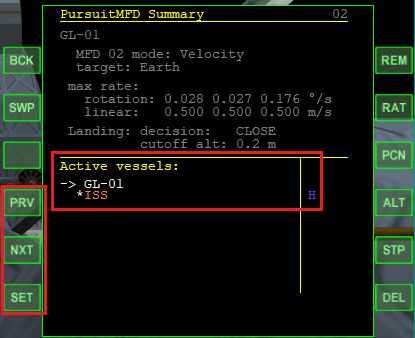 PursuitMFD Summary 02
GL-01
MFD 02 mode: Velocity
target: Earth
max rate:
rotation: 0.028 0.027 0.176 °/s
linear: 0.500 0.500 0.500 m/s
Landing: decision: CLOSE
cutoff alt: 0.2 m
Active vessels:
-> GL-01
*ISS H
BCK
SWP
PRV
NXT
SET
REM
RAT
PCN
ALT
STP
DEL